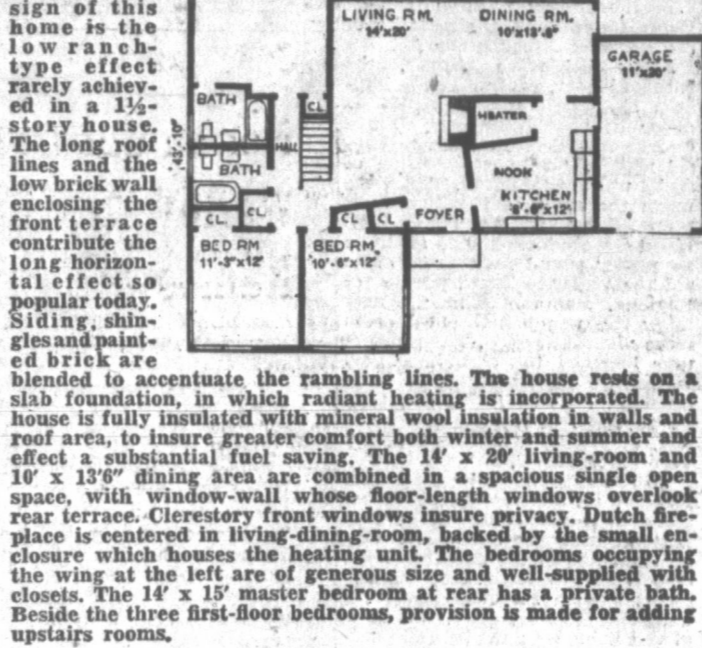 sign of this
home is the
low ranch-
type effect
rarely achiev-
ed in a 1½-
story house.
The long roof
lines and the
low brick wall
enclosing the
front terrace
contribute the
long horizon-
tal effect so
popular today.
Siding, shin-
gles and paint-
ed brick are
blended to accentuate the rambling lines. The house rests on a
slab foundation, in which radiant heating is incorporated. The
house is fully insulated with mineral wool insulation in walls and
roof area, to insure greater comfort both winter and summer and
effect a substantial fuel saving. The 14' x 20' living-room and
10' x 13'6" dining area are combined in a spacious single open
space, with window-wall whose floor-length windows overlook
rear terrace. Clerestory front windows insure privacy. Dutch fire-
place is centered in living-dining-room, backed by the small en-
closure which houses the heating unit. The bedrooms occupying
the wing at the left are of generous size and well-supplied with
closets. The 14' x 15' master bedroom at rear has a private bath.
Beside the three first-floor bedrooms, provision is made for adding
upstairs rooms.
LIVING RM.
14'x20'
DINING RM.
10'x13'-6"
GARAGE
11'x20'
BATH
CL
HEATER
43'-10"
HALL
BATH
NOOK
KITCHEN
8'-6"x12'
CL
CL
CL
CL
FOYER
BED RM
11'-3"x12'
BED RM.
10'-6"x12'